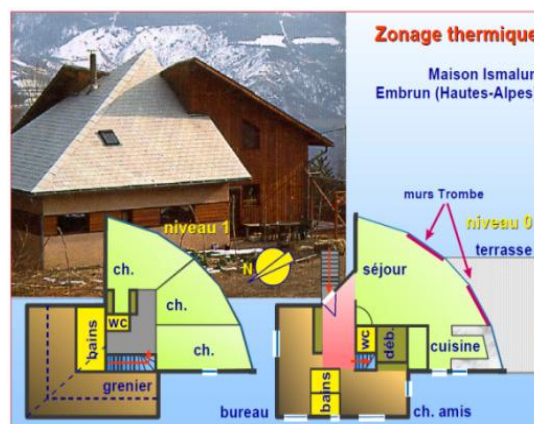 Zonage thermique
Maison Ismalun
Embrun (Hautes-Alpes)
murs Trombe
niveau 1
niveau 0
terrasse
N
ch.
séjour
ch.
wc
bains
ch.
grenier
wc
déb.
cuisine
bains
bureau
ch. amis